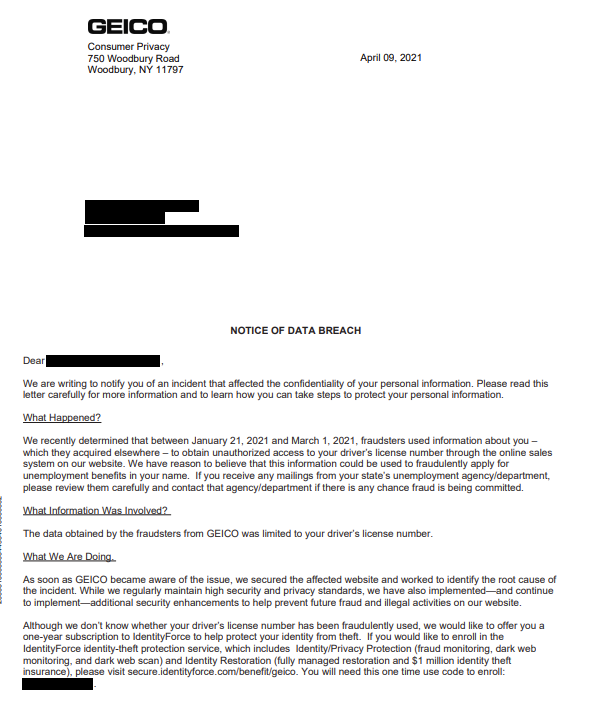 GEICO
Consumer Privacy
750 Woodbury Road
Woodbury, NY 11797
April 09, 2021
NOTICE OF DATA BREACH
Dear ,
We are writing to notify you of an incident that affected the confidentiality of your personal information. Please read this
letter carefully for more information and to learn how you can take steps to protect your personal information.
What Happened?
We recently determined that between January 21, 2021 and March 1, 2021, fraudsters used information about you –
which they acquired elsewhere – to obtain unauthorized access to your driver’s license number through the online sales
system on our website. We have reason to believe that this information could be used to fraudulently apply for
unemployment benefits in your name.  If you receive any mailings from your state’s unemployment agency/department,
please review them carefully and contact that agency/department if there is any chance fraud is being committed.
What Information Was Involved?
The data obtained by the fraudsters from GEICO was limited to your driver’s license number.
What We Are Doing.
As soon as GEICO became aware of the issue, we secured the affected website and worked to identify the root cause of
the incident. While we regularly maintain high security and privacy standards, we have also implemented—and continue
to implement—additional security enhancements to help prevent future fraud and illegal activities on our website.
Although we don’t know whether your driver’s license number has been fraudulently used, we would like to offer you a
one-year subscription to IdentityForce to help protect your identity from theft.  If you would like to enroll in the
IdentityForce identity-theft protection service, which includes  Identity/Privacy Protection (fraud monitoring, dark web
monitoring, and dark web scan) and Identity Restoration (fully managed restoration and $1 million identity theft
insurance), please visit secure.identityforce.com/benefit/geico. You will need this one time use code to enroll:
.